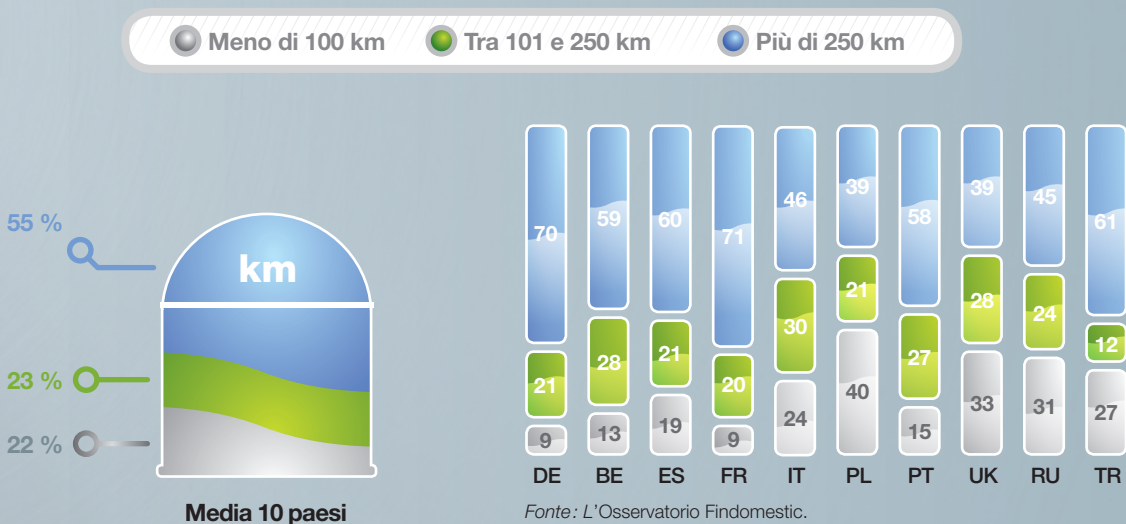 Meno di 100 km Tra 101 e 250 km Più di 250 km
55 %
km
23 %
22 %
Media 10 paesi
70 59 60 71 46 39 58 39 45 61
21 28 21 20 30 21 27 28 24 12
9 13 19 9 24 40 15 33 31 27
DE BE ES FR IT PL PT UK RU TR
Fonte: L'Osservatorio Findomestic.